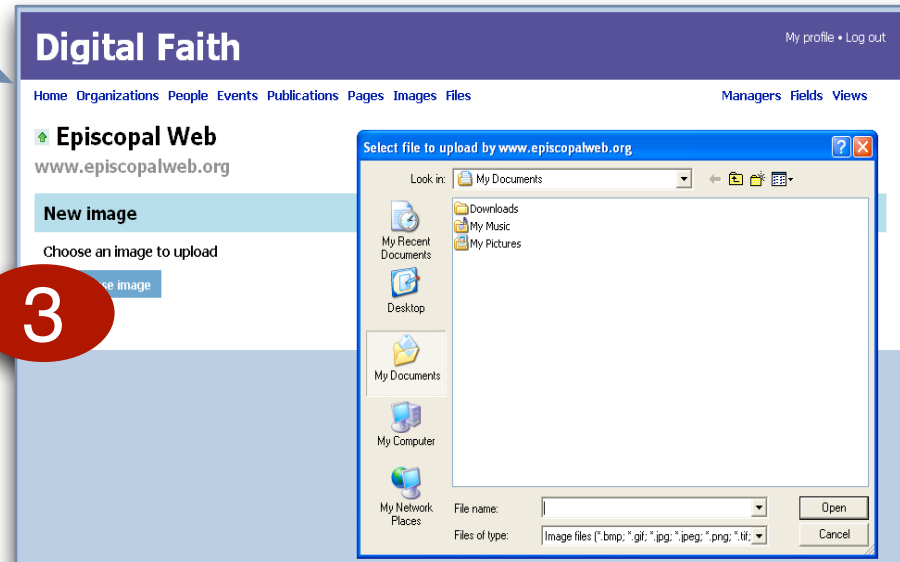 Digital Faith
My profile • Log out
Home Organizations People Events Publications Pages Images Files
Managers Fields Views
Episcopal Web
www.episcopalweb.org
New image
Choose an image to upload
image
3
Select file to upload by www.episcopalweb.org
Look in: My Documents
Downloads
My Music
My Pictures
My Recent
Documents
Desktop
My Documents
My Computer
My Network
Places
File name:
Open
Files of type: Image files (*.bmp; *.gif; *.jpg; *.jpeg; *.png; *.tif;
Cancel